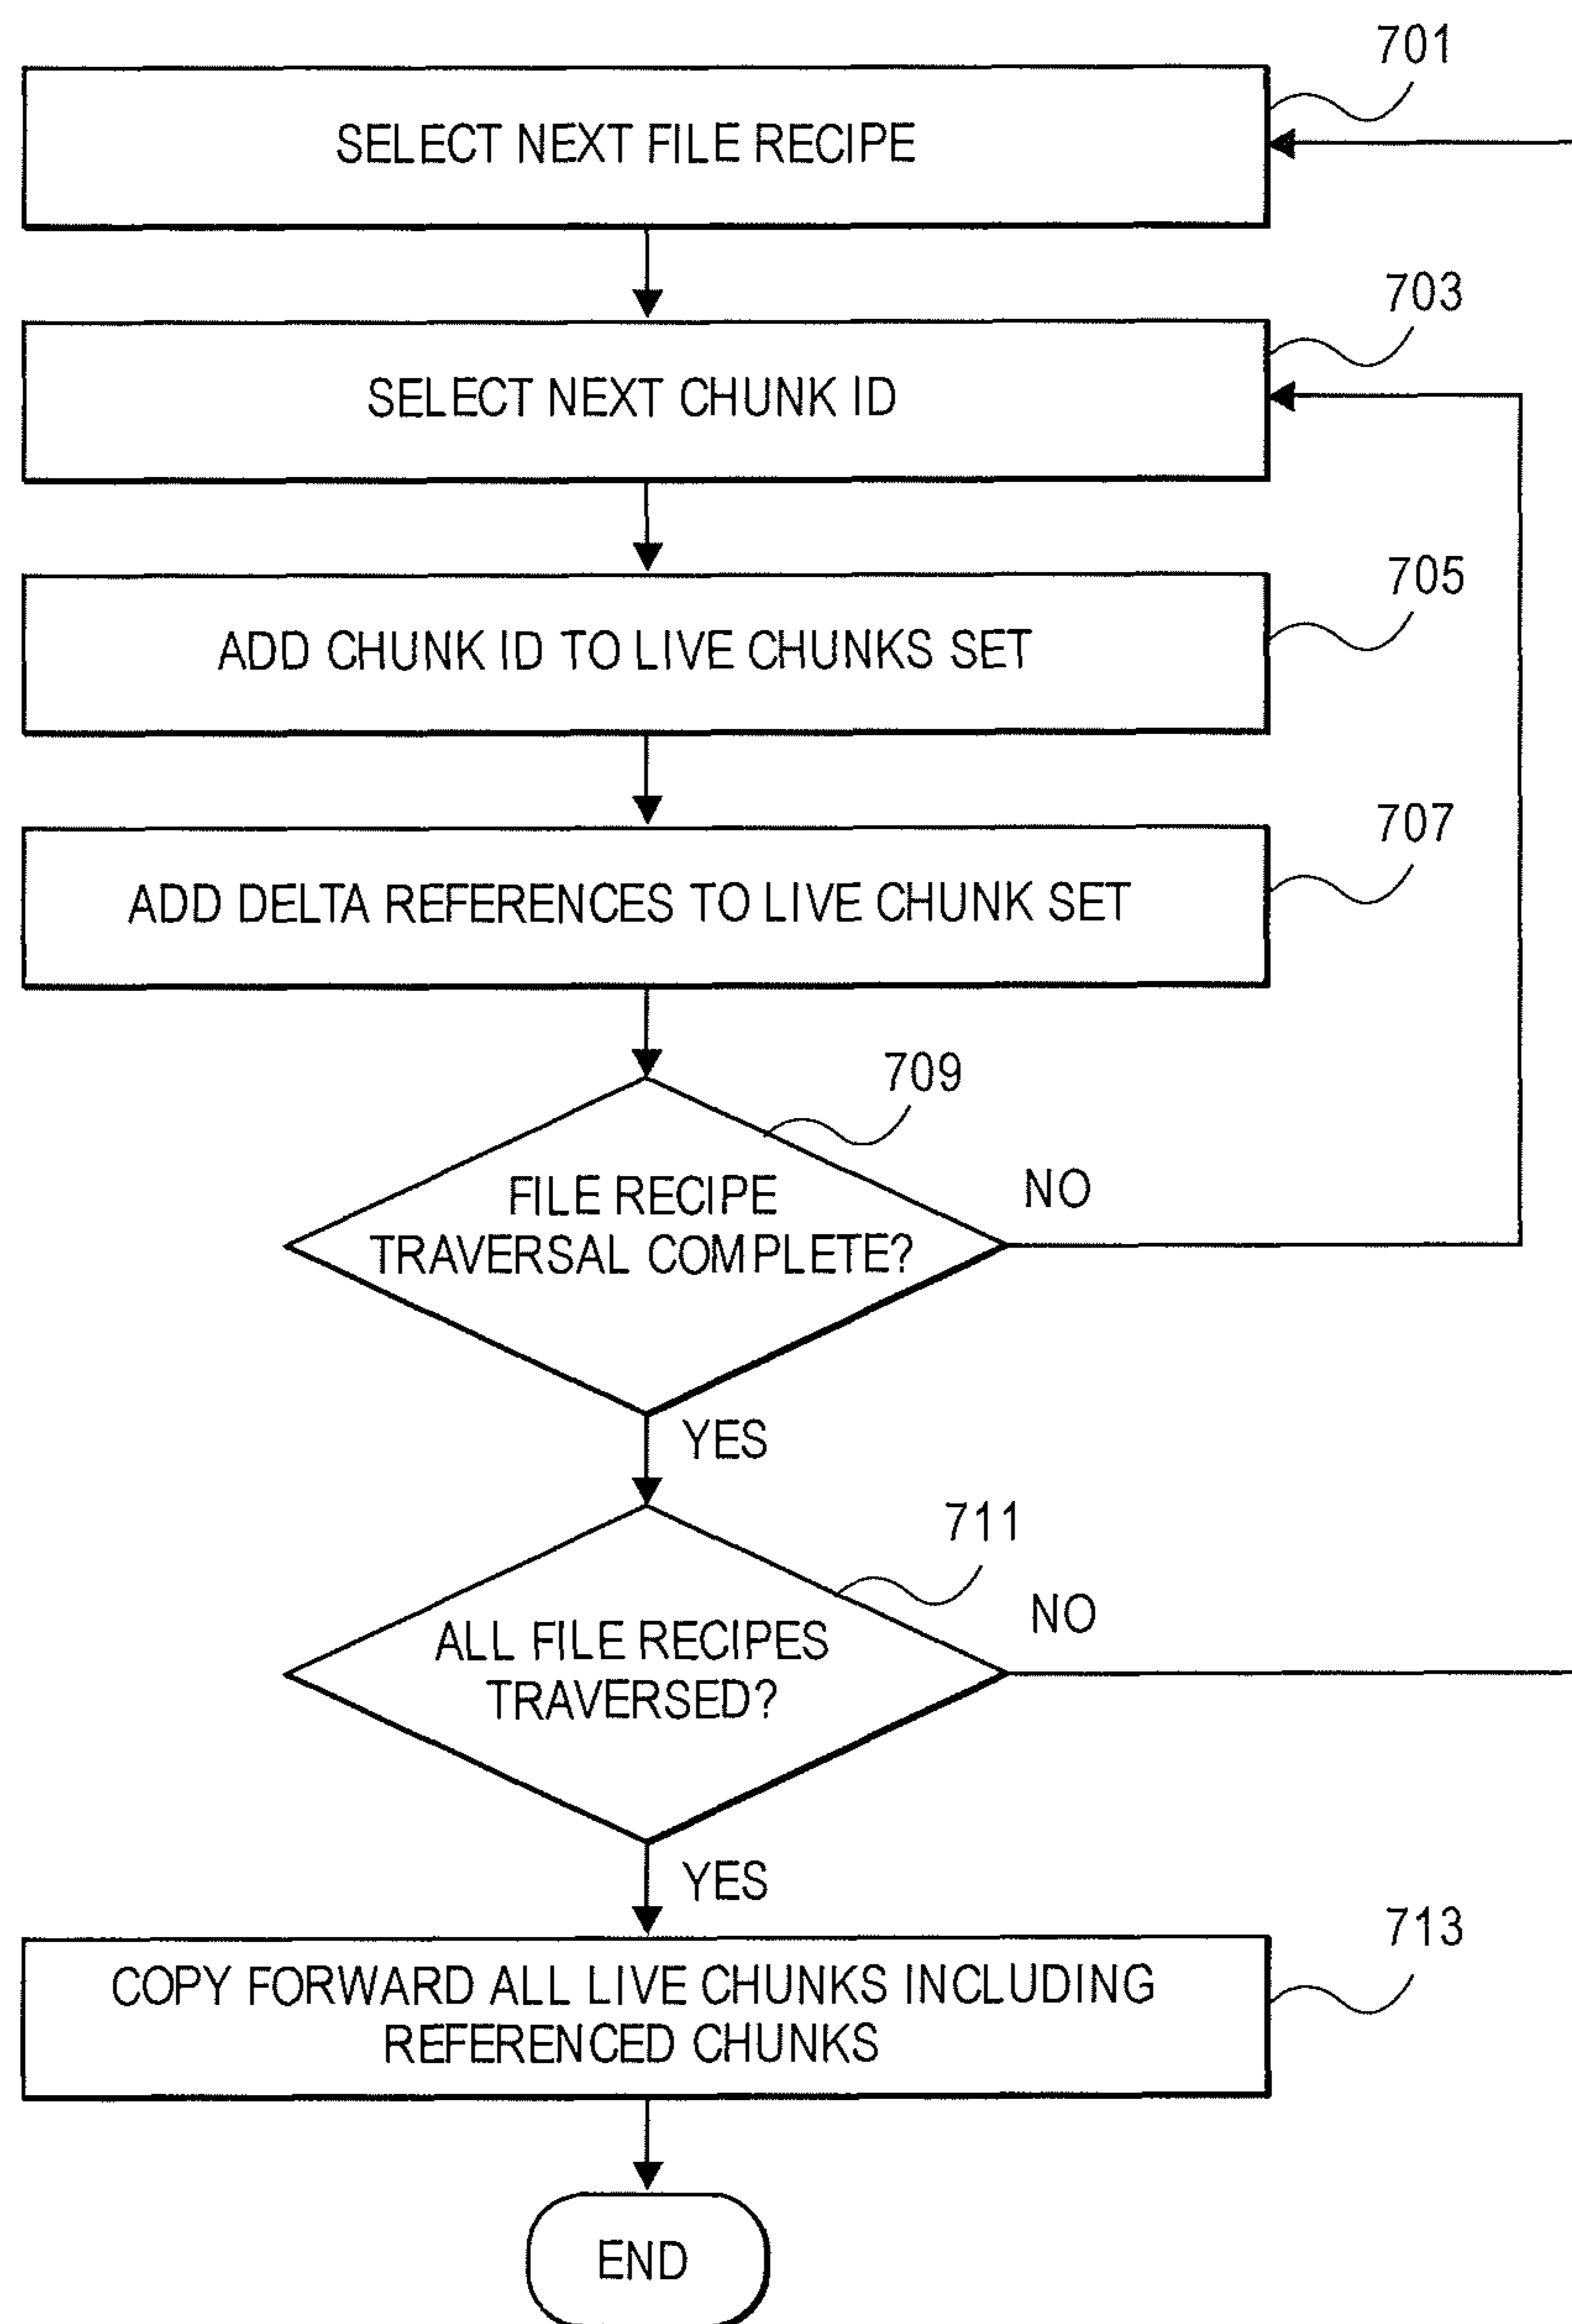 701
SELECT NEXT FILE RECIPE
703
SELECT NEXT CHUNK ID
705
ADD CHUNK ID TO LIVE CHUNKS SET
707
ADD DELTA REFERENCES TO LIVE CHUNK SET
709
FILE RECIPE
TRAVERSAL COMPLETE?
NO
YES
711
ALL FILE RECIPES
TRAVERSED?
NO
YES
713
COPY FORWARD ALL LIVE CHUNKS INCLUDING
REFERENCED CHUNKS
END